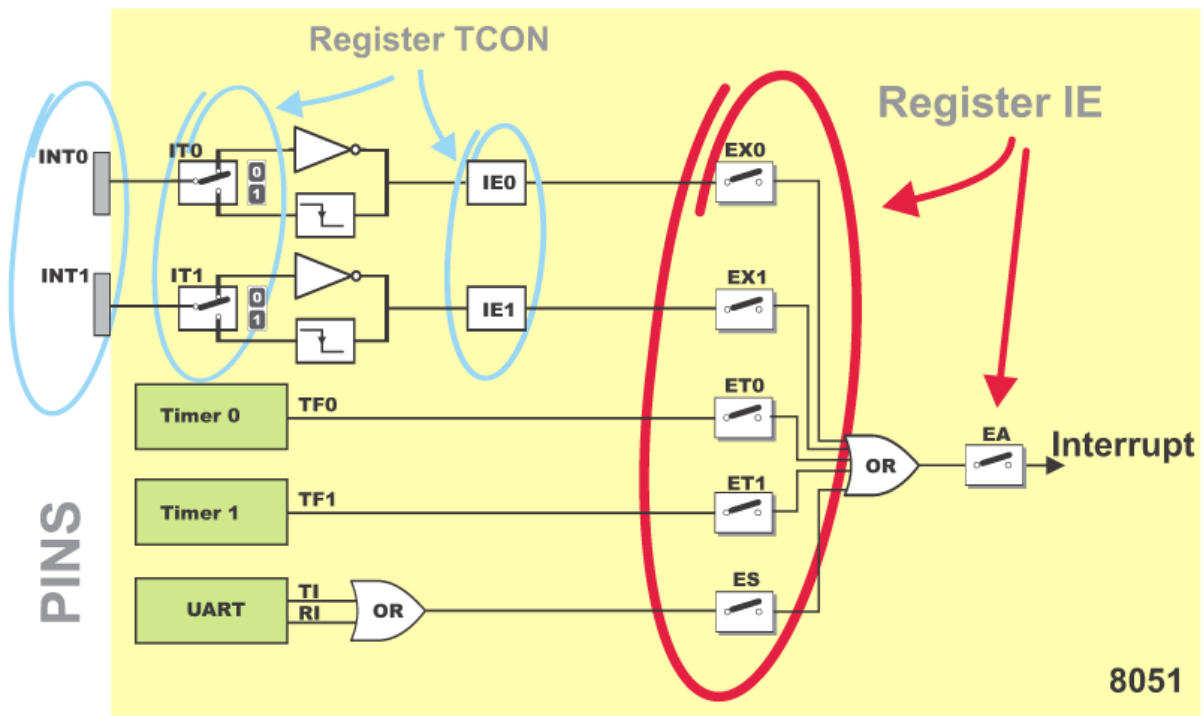 Register TCON
Register IE
INT0
IT0
0
1
IE0
EX0
INT1
IT1
0
1
IE1
EX1
Timer 0
TF0
ET0
OR
EA
Interrupt
Timer 1
TF1
ET1
PINS
UART
TI
RI
OR
ES
8051